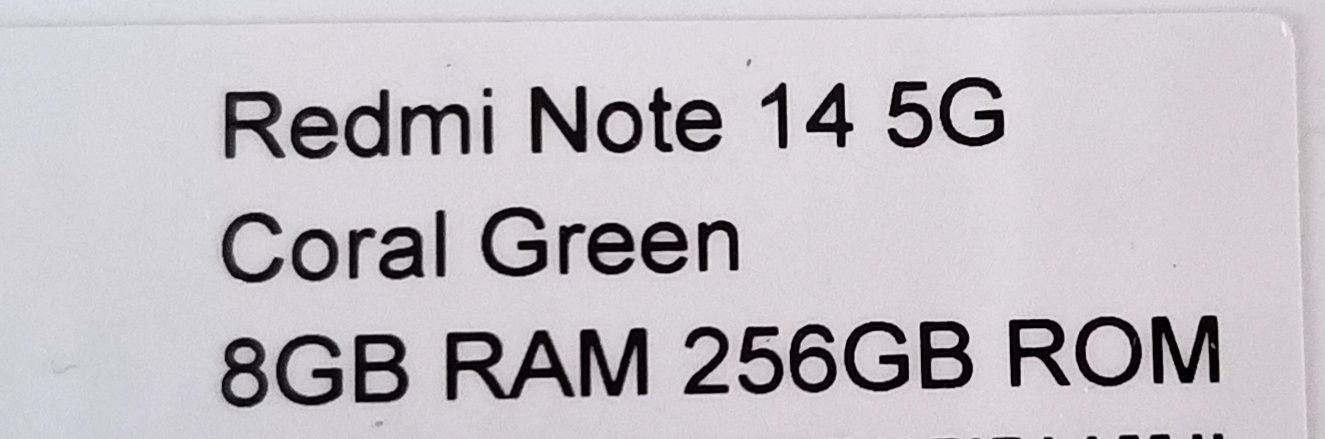 Redmi Note 14 5G
Coral Green
8GB RAM 256GB ROM